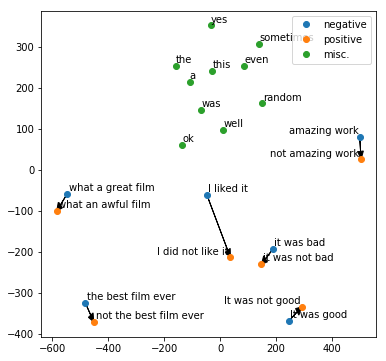 yes
sometimes
negative
positive
misc.
the
this
even
a
random
was
well
ok
amazing work
not amazing work
what a great film
what an awful film
I liked it
I did not like it
it was bad
it was not bad
the best film ever
not the best film ever
It was not good
It was good
300
200
100
0
−100
−200
−300
−400
−600
−400
−200
0
200
400